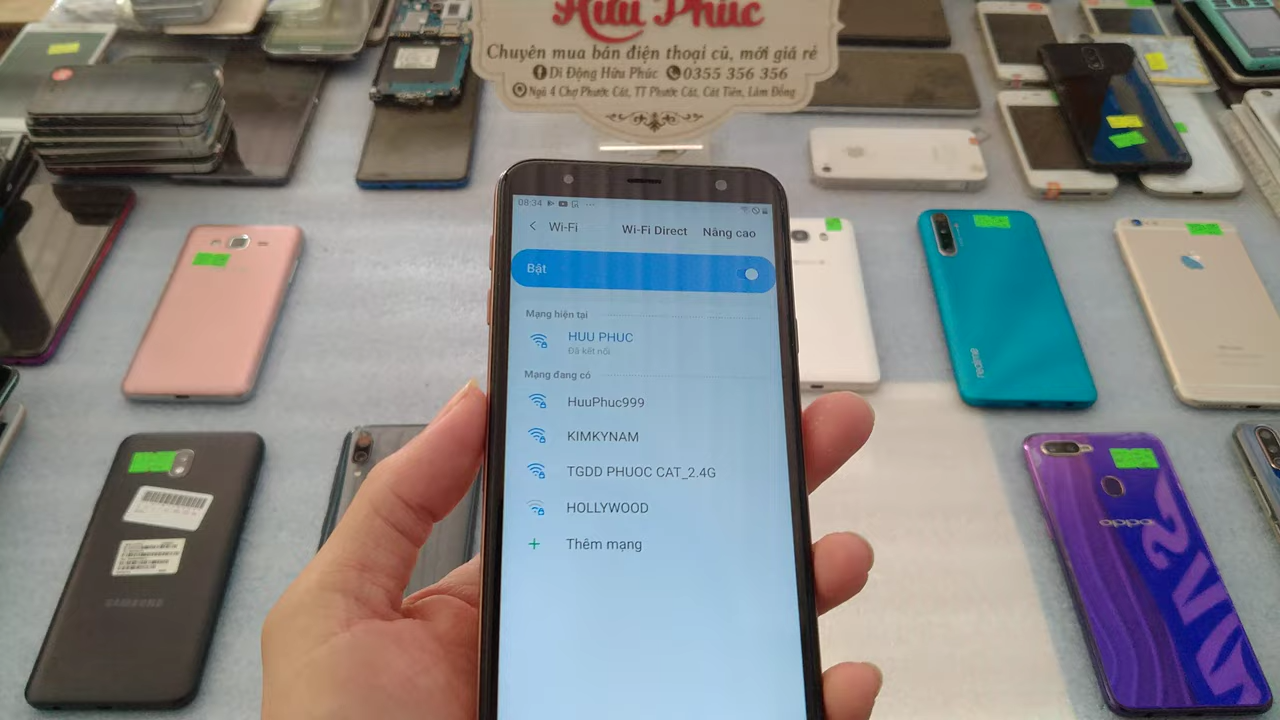 Hữu Phúc
Chuyên mua bán điện thoại cũ, mới giá rẻ
Di Động Hữu Phúc 0355 356 356
Ngã 4 Chợ Phước Cát, TT Phước Cát, Cát Tiên, Lâm Đồng
08:34
Wi-Fi Wi-Fi Direct Nâng cao
Bật
Mạng hiện tại
HUU PHUC
Đã kết nối
Mạng đang có
HuuPhuc999
KIMKYNAM
TGDD PHUOC CAT_2.4G
HOLLYWOOD
Thêm mạng
realme
oppo
SAMSUNG